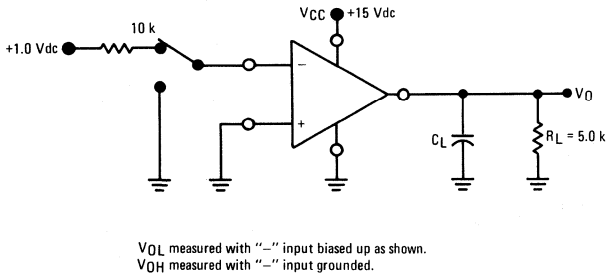 VCC +15 Vdc
10 k
+1.0 Vdc
−
+
VO
CL
RL = 5.0 k
VOL measured with “−” input biased up as shown.
VOH measured with “−” input grounded.